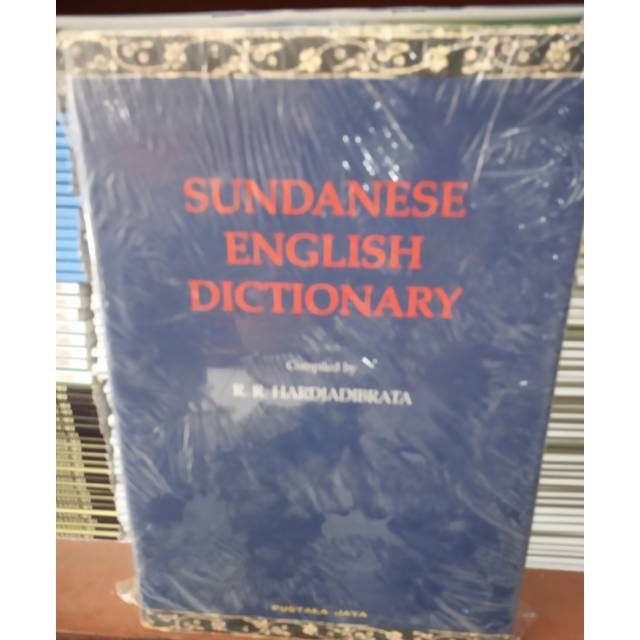 SUNDANESE
ENGLISH
DICTIONARY
Compiled by
R. R. HARDJADIBRATA
PUSTAKA JAYA